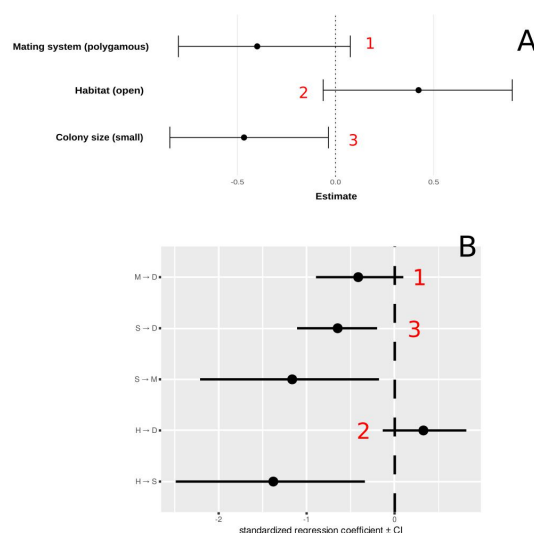 A
Mating system (polygamous) 1
Habitat (open) 2
Colony size (small) 3
-0.5 0.0 0.5
Estimate
B
M → D 1
S → D 3
S → M
H → D 2
H → S
-2 -1 0
standardized regression coefficient ± CI